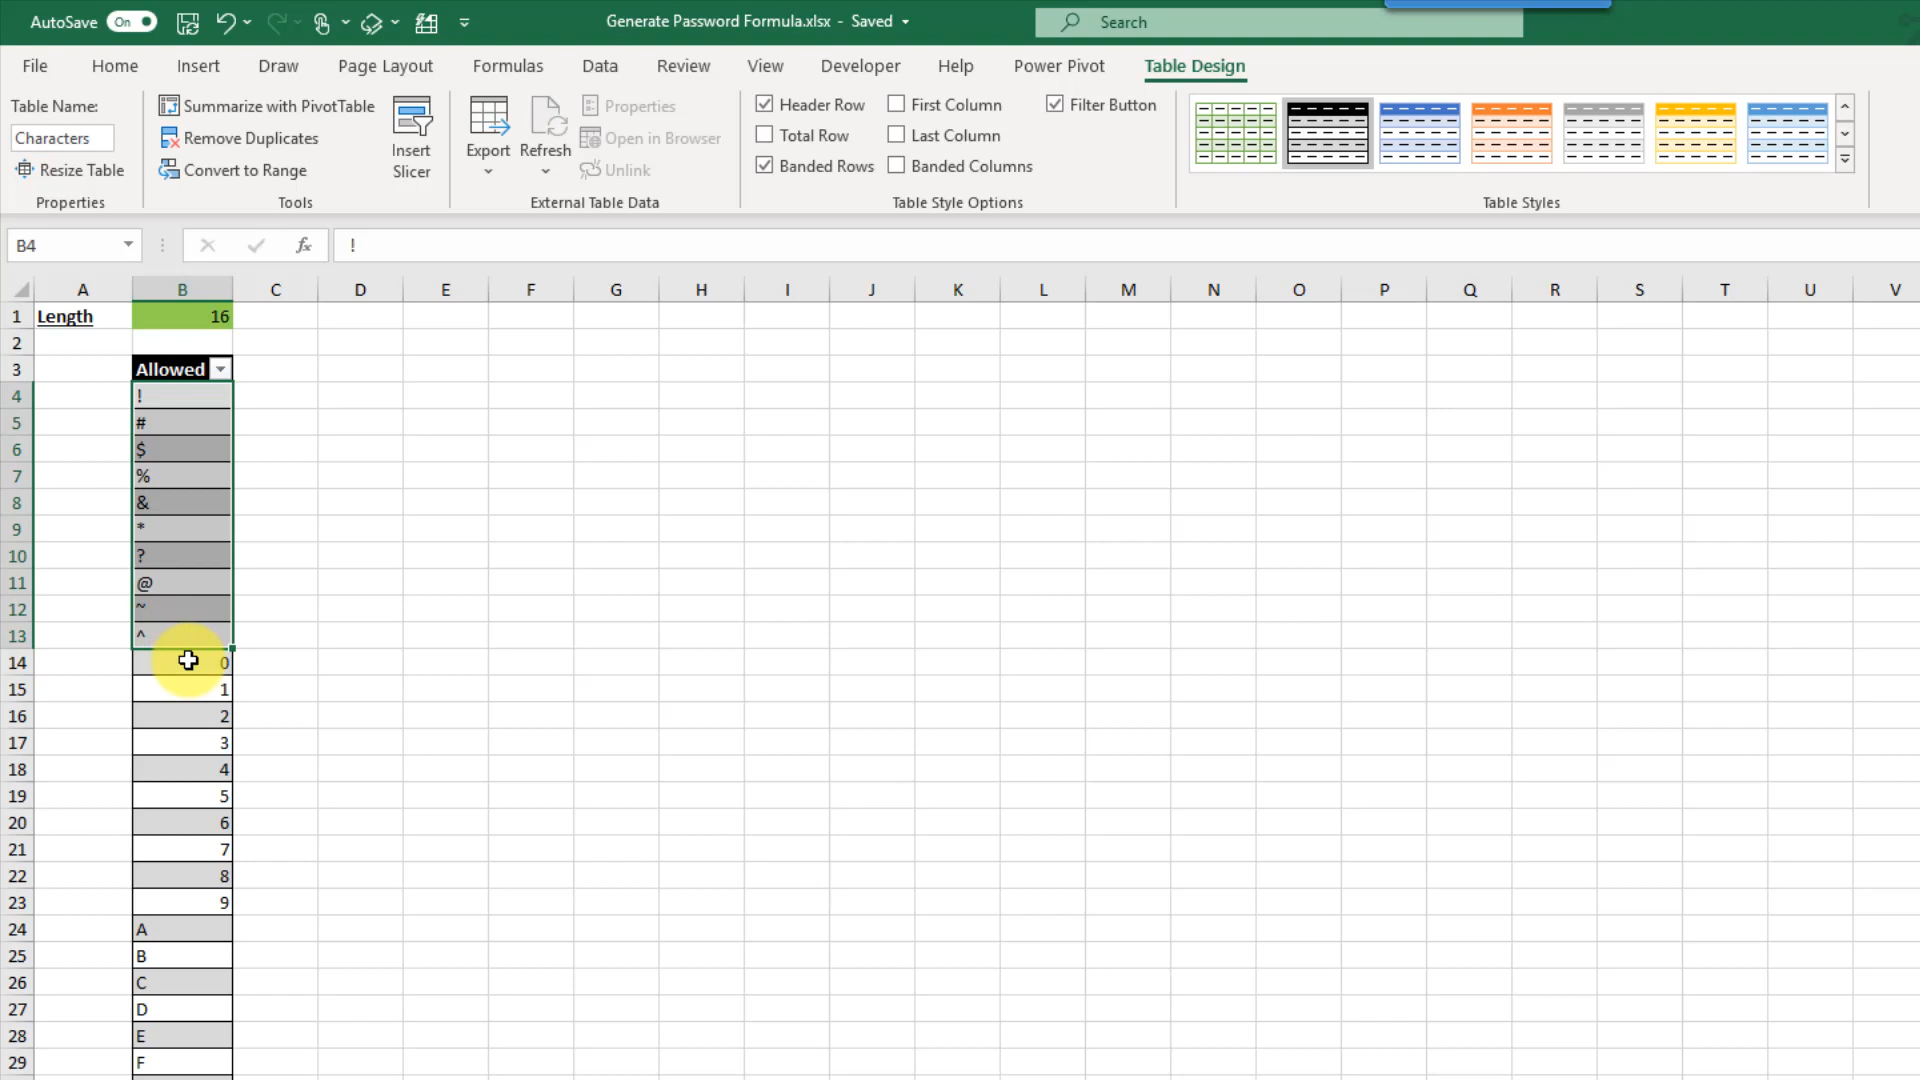 AutoSave On Generate Password Formula.xlsx - Saved Search
File Home Insert Draw Page Layout Formulas Data Review View Developer Help Power Pivot Table Design
Table Name:
Characters
Resize Table
Properties
Summarize with PivotTable
Remove Duplicates
Convert to Range
Insert
Slicer
Tools
Export
Refresh
Properties
Open in Browser
Unlink
External Table Data
Header Row First Column Filter Button
Total Row Last Column
Banded Rows Banded Columns
Table Style Options
Table Styles
B4 fx !
A B C D E F G H I J K L M N O P Q R S T U V
1 Length 16
2
3 Allowed
4 !
5 #
6 $
7 %
8 &
9 *
10 ?
11 @
12 ~
13 ^
14 0
15 1
16 2
17 3
18 4
19 5
20 6
21 7
22 8
23 9
24 A
25 B
26 C
27 D
28 E
29 F